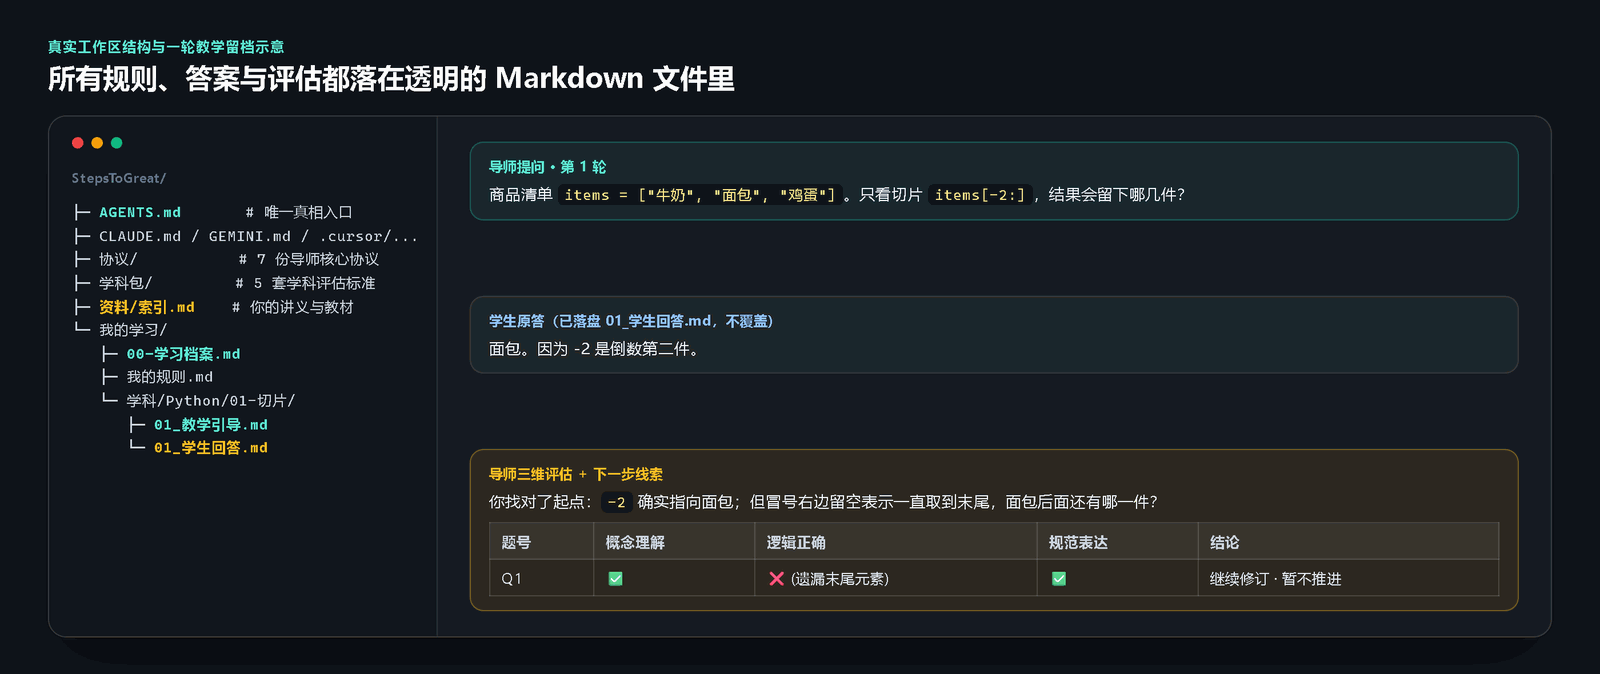 真实工作区结构与一轮教学留档示意
所有规则、答案与评估都落在透明的 Markdown 文件里
StepsToGreat/
├─ AGENTS.md # 唯一真相入口
├─ CLAUDE.md / GEMINI.md / .cursor/...
├─ 协议/ # 7 份导师核心协议
├─ 学科包/ # 5 套学科评估标准
├─ 资料/索引.md # 你的讲义与教材
└─ 我的学习/
├─ 00-学习档案.md
├─ 我的规则.md
└─ 学科/Python/01-切片/
├─ 01_教学引导.md
└─ 01_学生回答.md
导师提问 • 第 1 轮
商品清单 items = ["牛奶", "面包", "鸡蛋"] 。只看切片 items[-2:] ，结果会留下哪几件？
学生原答（已落盘 01_学生回答.md，不覆盖）
面包。因为 -2 是倒数第二件。
导师三维评估 + 下一步线索
你找对了起点： -2 确实指向面包；但冒号右边留空表示一直取到末尾，面包后面还有哪一件？
题号 概念理解 逻辑正确 规范表达 结论
Q1 ✅ ❌ (遗漏末尾元素) ✅ 继续修订 · 暂不推进